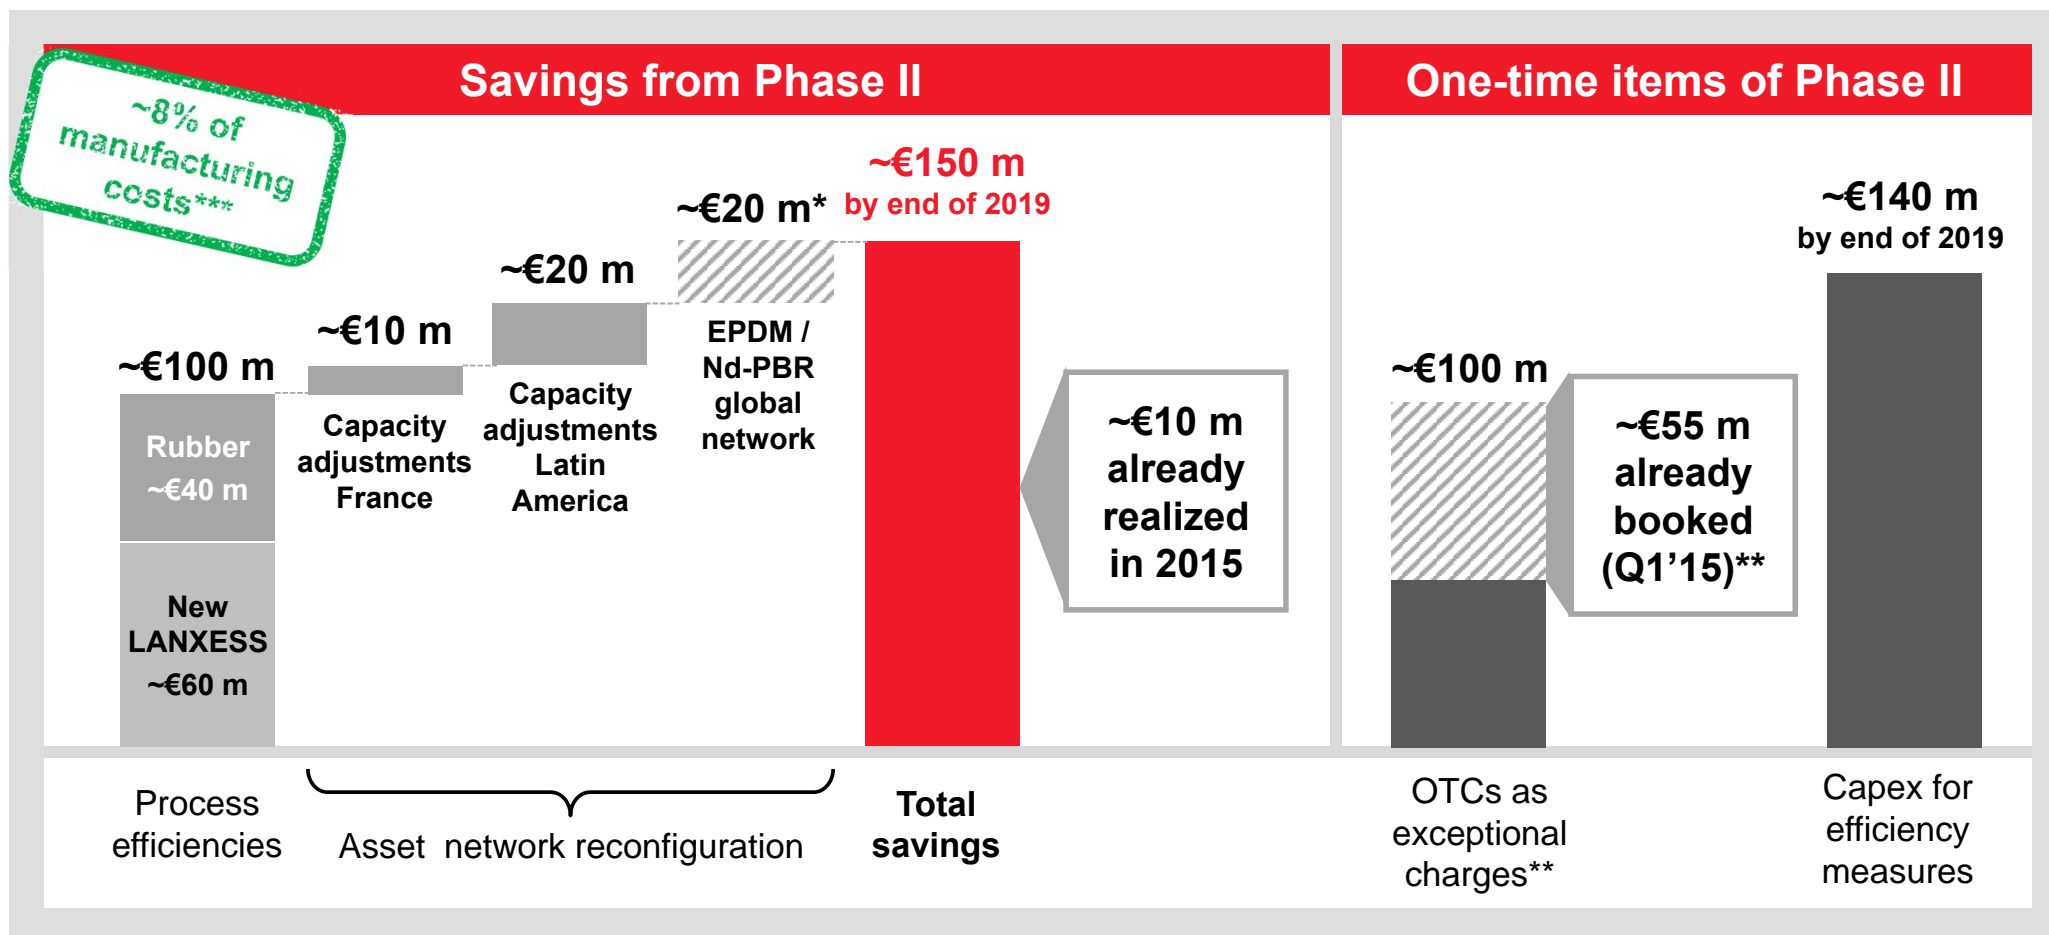 Savings from Phase II
One-time items of Phase II
~8% of
manufacturing
costs***
~€100 m
Rubber
~€40 m
New
LANXESS
~€60 m
~€10 m
Capacity
adjustments
France
~€20 m
Capacity
adjustments
Latin
America
~€20 m*
EPDM /
Nd-PBR
global
network
~€150 m
by end of 2019
~€10 m
already
realized
in 2015
~€100 m
~€55 m
already
booked
(Q1’15)**
~€140 m
by end of 2019
Process
efficiencies
Asset network reconfiguration
Total
savings
OTCs as
exceptional
charges**
Capex for
efficiency
measures